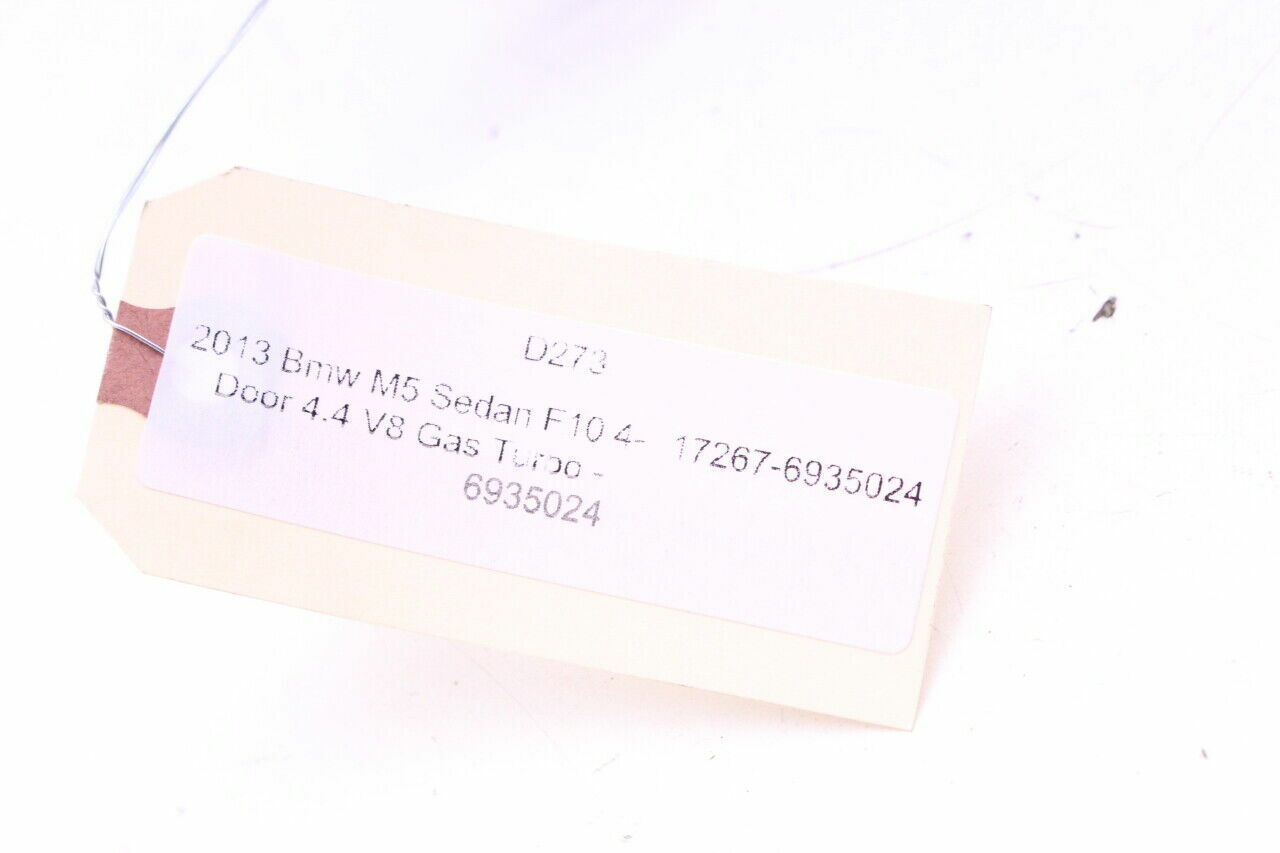 D273
2013 Bmw M5 Sedan F10 4- 17267-6935024
Door 4.4 V8 Gas Turbo -
6935024